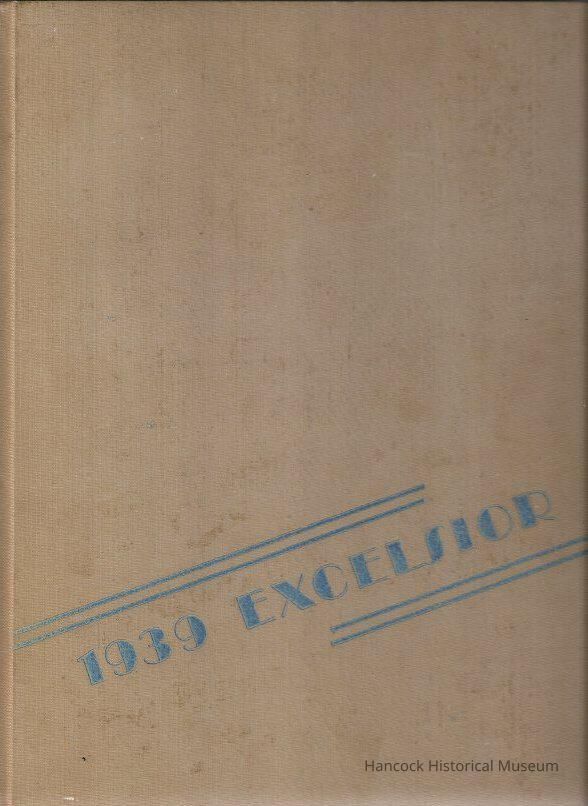 1939 EXCELSIOR
Hancock Historical Museum